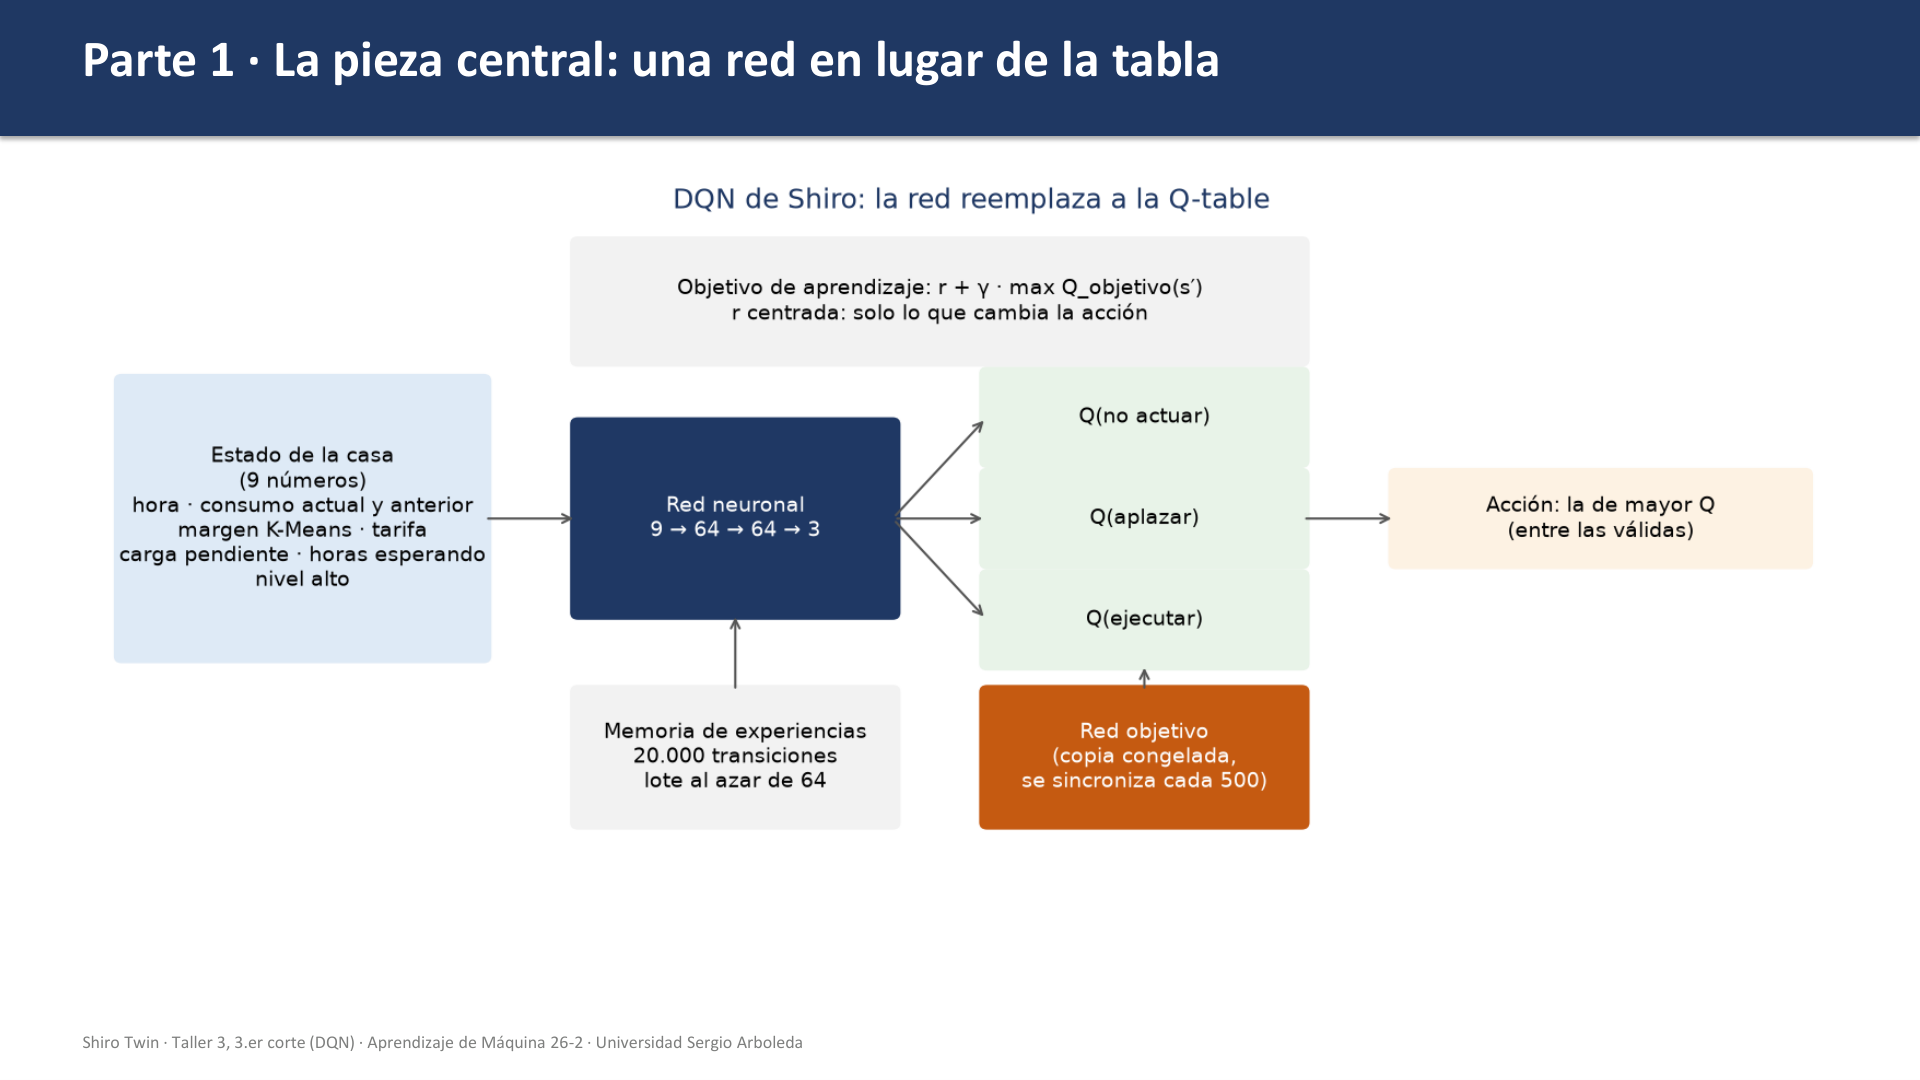 Parte 1 · La pieza central: una red en lugar de la tabla
DQN de Shiro: la red reemplaza a la Q-table
Objetivo de aprendizaje: r + γ · max Q_objetivo(s′)
r centrada: solo lo que cambia la acción
Estado de la casa
(9 números)
hora · consumo actual y anterior
margen K-Means · tarifa
carga pendiente · horas esperando
nivel alto
Red neuronal
9 → 64 → 64 → 3
Q(no actuar)
Q(aplazar)
Q(ejecutar)
Acción: la de mayor Q
(entre las válidas)
Memoria de experiencias
20.000 transiciones
lote al azar de 64
Red objetivo
(copia congelada,
se sincroniza cada 500)
Shiro Twin · Taller 3, 3.er corte (DQN) · Aprendizaje de Máquina 26-2 · Universidad Sergio Arboleda